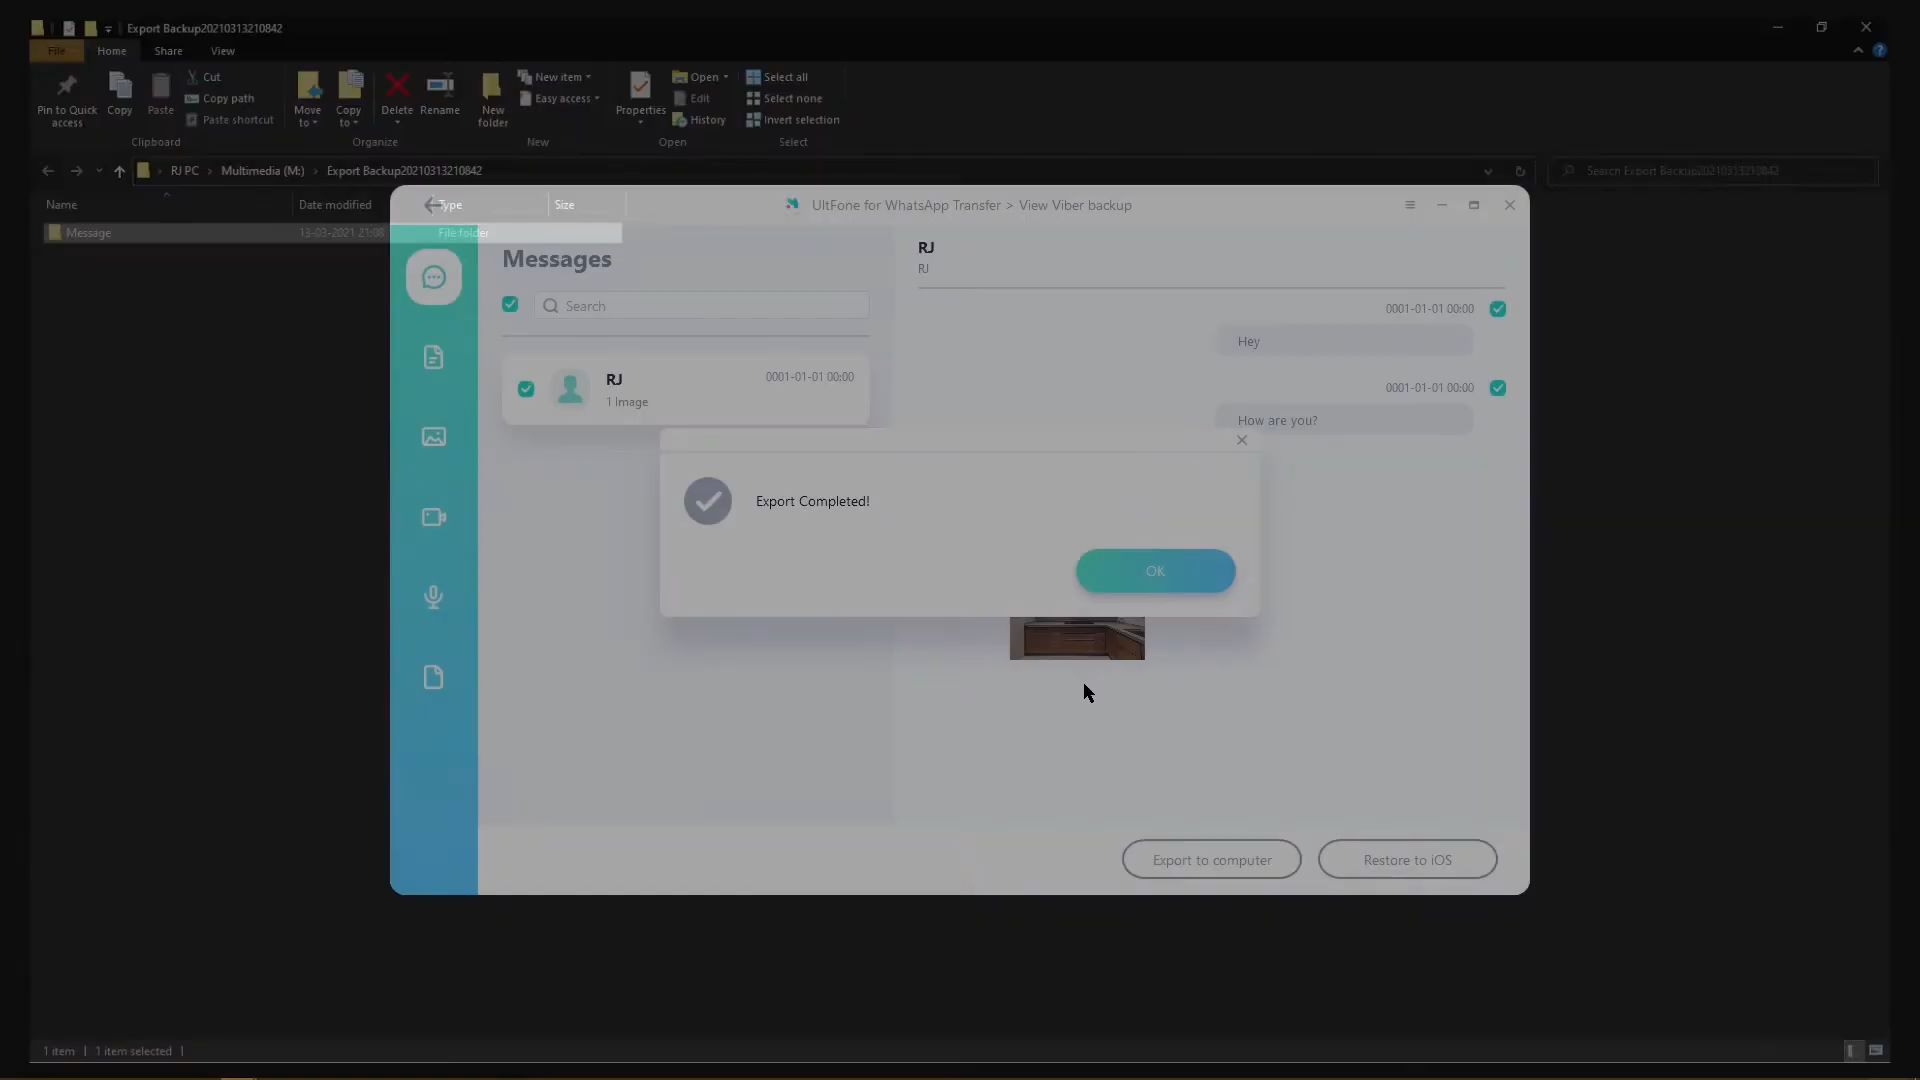 Export Backup20210313210842
File Home Share View
Pin to Quick access
Copy
Paste
Cut
Copy path
Paste shortcut
Clipboard
Move to
Copy to
Delete
Rename
Organize
New folder
New item
Easy access
New
Properties
Open
Edit
History
Open
Select all
Select none
Invert selection
Select
RJ PC > Multimedia (M:) > Export Backup20210313210842
Search Export Backup20210313210842
Name Date modified Type Size
Message 13-03-2021 21:08 File folder
UltFone for WhatsApp Transfer > View Viber backup
Messages
Search
RJ
0001-01-01 00:00
1 Image
RJ
RJ
0001-01-01 00:00
Hey
0001-01-01 00:00
How are you?
Export Completed!
OK
Export to computer
Restore to iOS
1 item | 1 item selected |